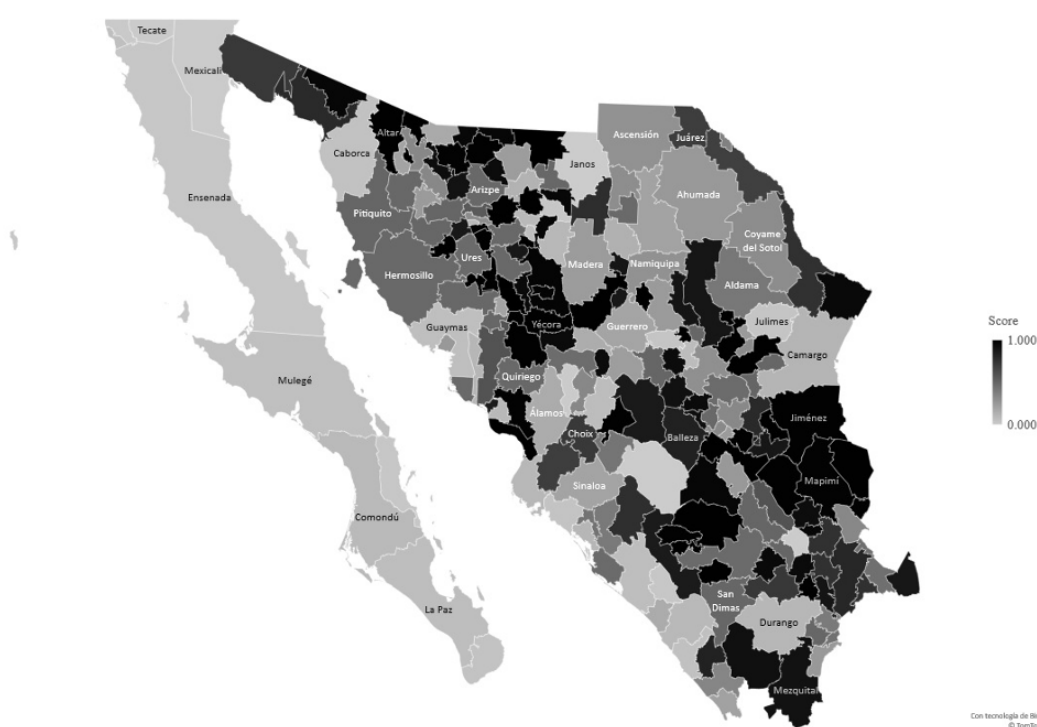 Tecate
Mexicali
Ensenada
Mulegé
Comondú
La Paz
Caborca
Altar
Pitiquito
Arizpe
Hermosillo
Ures
Guaymas
Yécora
Quiriego
Álamos
Choix
Sinaloa
Janos
Ascensión
Juárez
Ahumada
Coyame
del Sotol
Madera
Namiquipa
Aldama
Guerrero
Julimes
Camargo
Jiménez
Balleza
Mapimí
San
Dimas
Durango
Mezquital
Score
1.000
0.000
Con tecnología de Bi